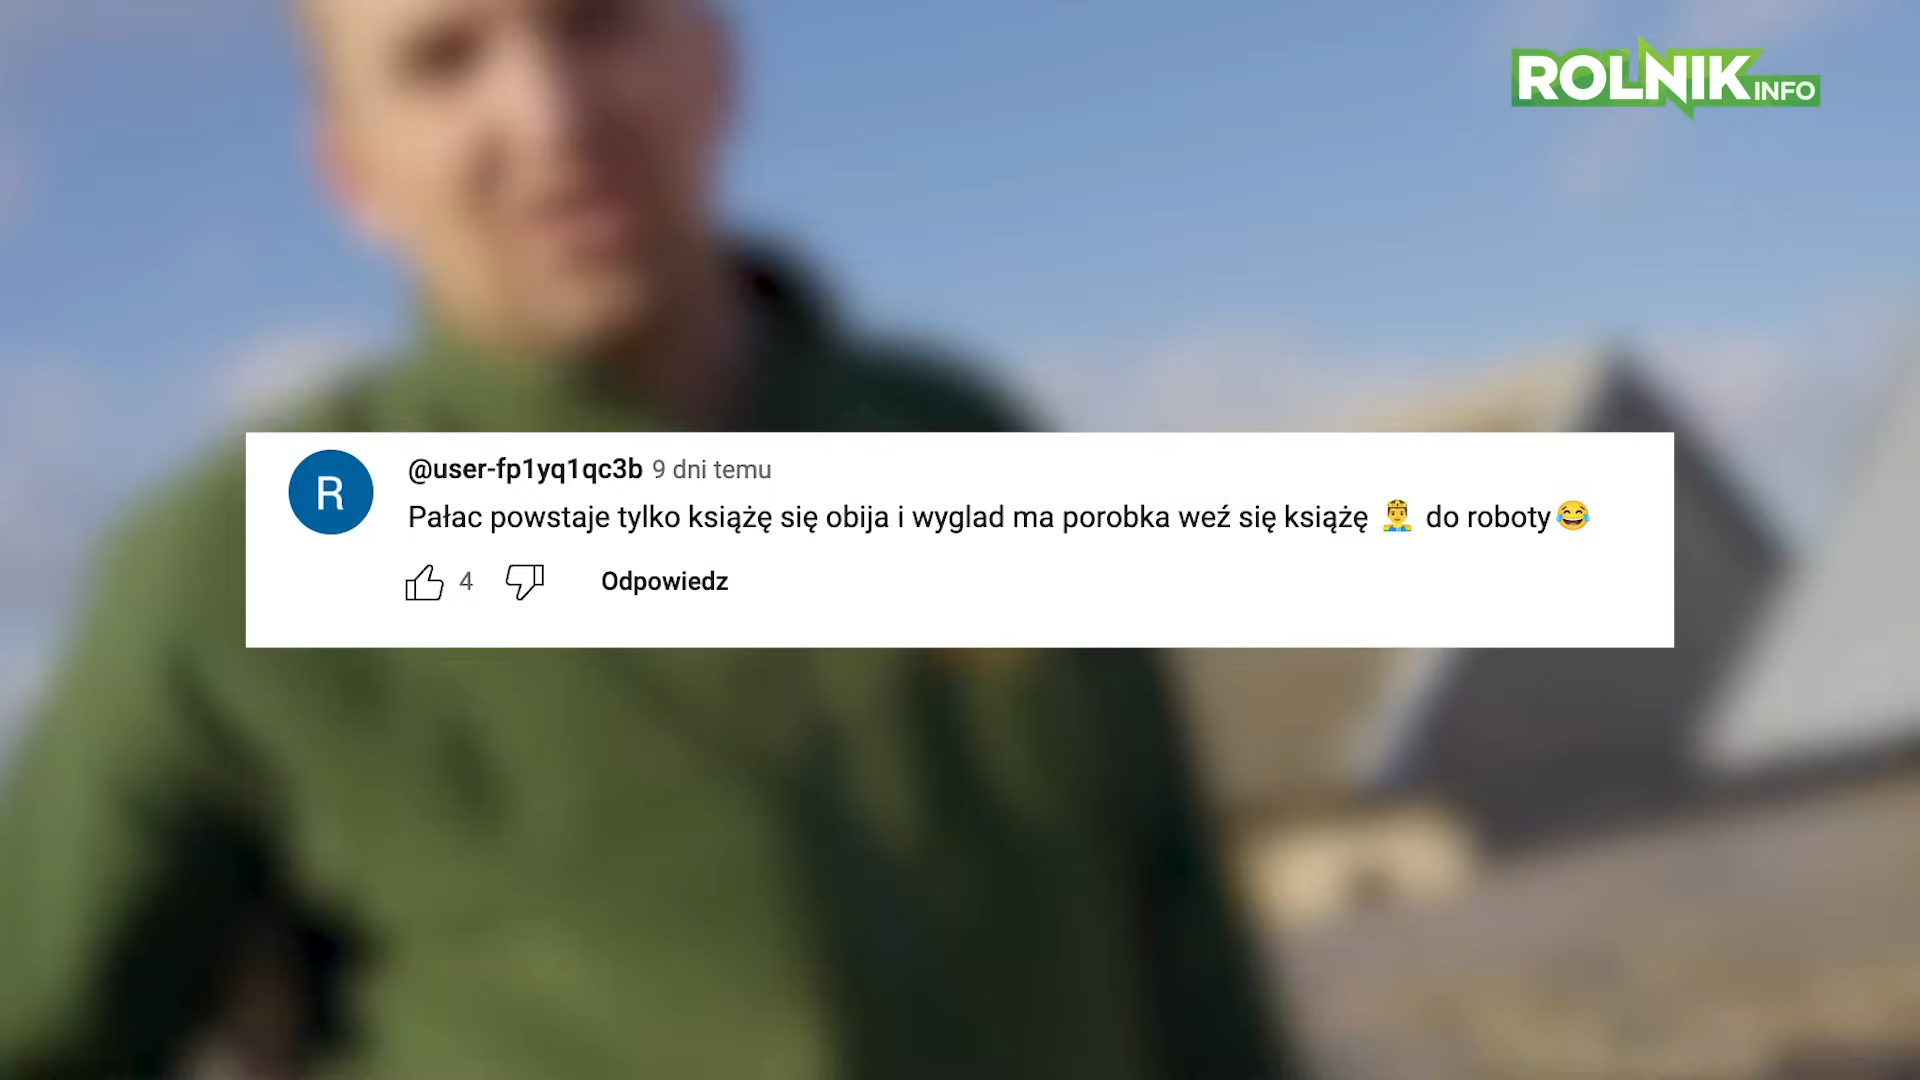 ROLNIK INFO
R
@user-fp1yq1qc3b 9 dni temu
Pałac powstaje tylko książę się obija i wyglad ma porobka weź się książę 🤴 do roboty😂
4
Odpowiedz